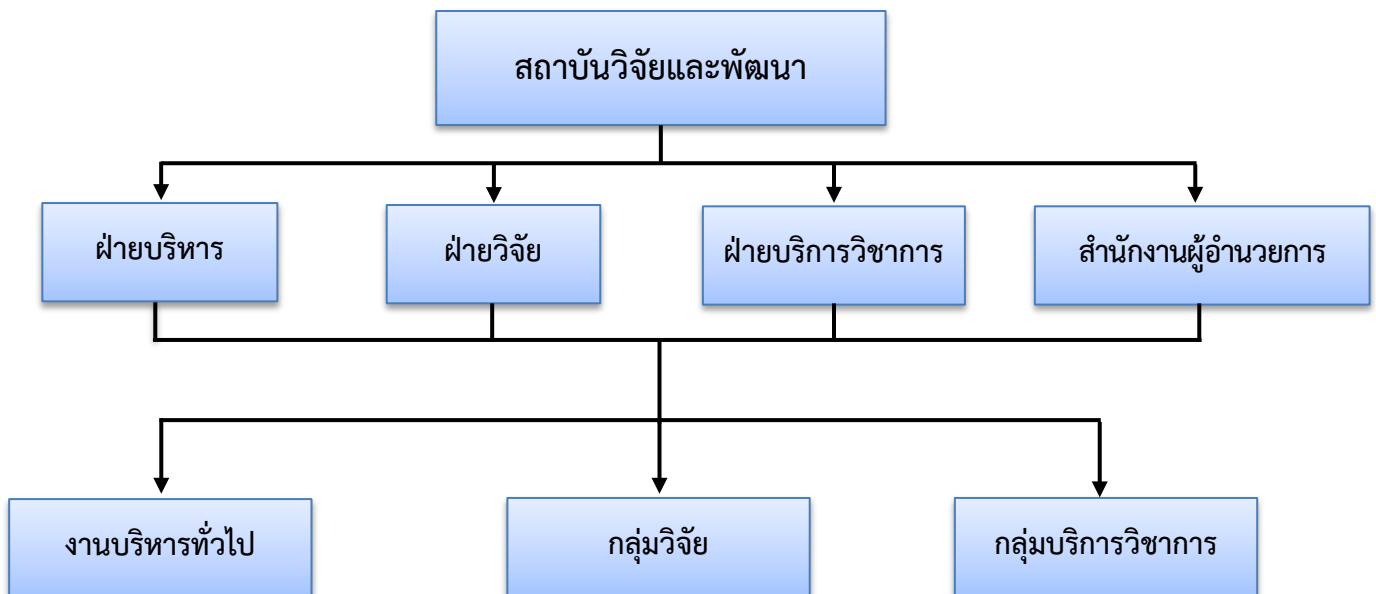 สถาบันวิจัยและพัฒนา
ฝ่ายบริหาร
ฝ่ายวิจัย
ฝ่ายบริการวิชาการ
สำนักงานผู้อำนวยการ
งานบริหารทั่วไป
กลุ่มวิจัย
กลุ่มบริการวิชาการ